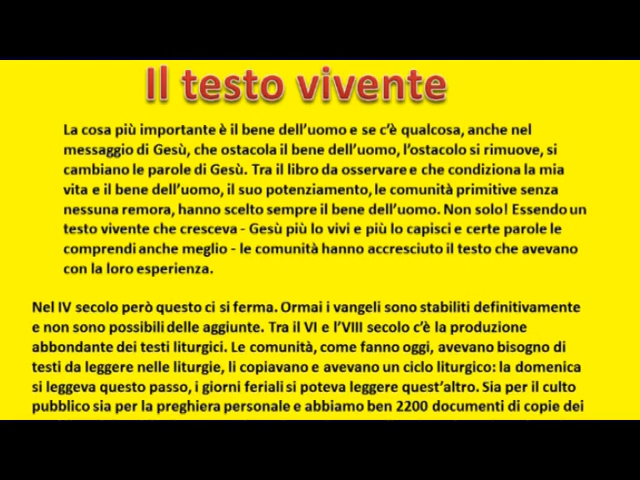 Il testo vivente
La cosa più importante è il bene dell'uomo e se c'è qualcosa, anche nel
messaggio di Gesù, che ostacola il bene dell'uomo, l'ostacolo si rimuove, si
cambiano le parole di Gesù. Tra il libro da osservare e che condiziona la mia
vita e il bene dell'uomo, il suo potenziamento, le comunità primitive senza
nessuna remora, hanno scelto sempre il bene dell'uomo. Non solo! Essendo un
testo vivente che cresceva - Gesù più lo vivi e più lo capisci e certe parole le
comprendi anche meglio - le comunità hanno accresciuto il testo che avevano
con la loro esperienza.
Nel IV secolo però questo ci si ferma. Ormai i vangeli sono stabiliti definitivamente
e non sono possibili delle aggiunte. Tra il VI e l'VIII secolo c'è la produzione
abbondante dei testi liturgici. Le comunità, come fanno oggi, avevano bisogno di
testi da leggere nelle liturgie, li copiavano e avevano un ciclo liturgico: la domenica
si leggeva questo passo, i giorni feriali si poteva leggere quest'altro. Sia per il culto
pubblico sia per la preghiera personale e abbiamo ben 2200 documenti di copie dei